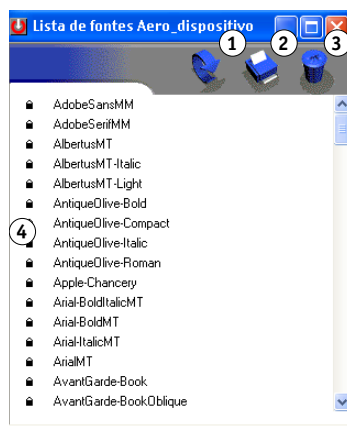 Lista de fontes Aero_dispositivo
1
2
3
AdobeSansMM
AdobeSerifMM
AlbertusMT
AlbertusMT-Italic
AlbertusMT-Light
AntiqueOlive-Bold
4
AntiqueOlive-Compact
AntiqueOlive-Italic
AntiqueOlive-Roman
Apple-Chancery
Arial-BoldItalicMT
Arial-BoldMT
Arial-ItalicMT
ArialMT
AvantGarde-Book
AvantGarde-BookOblique